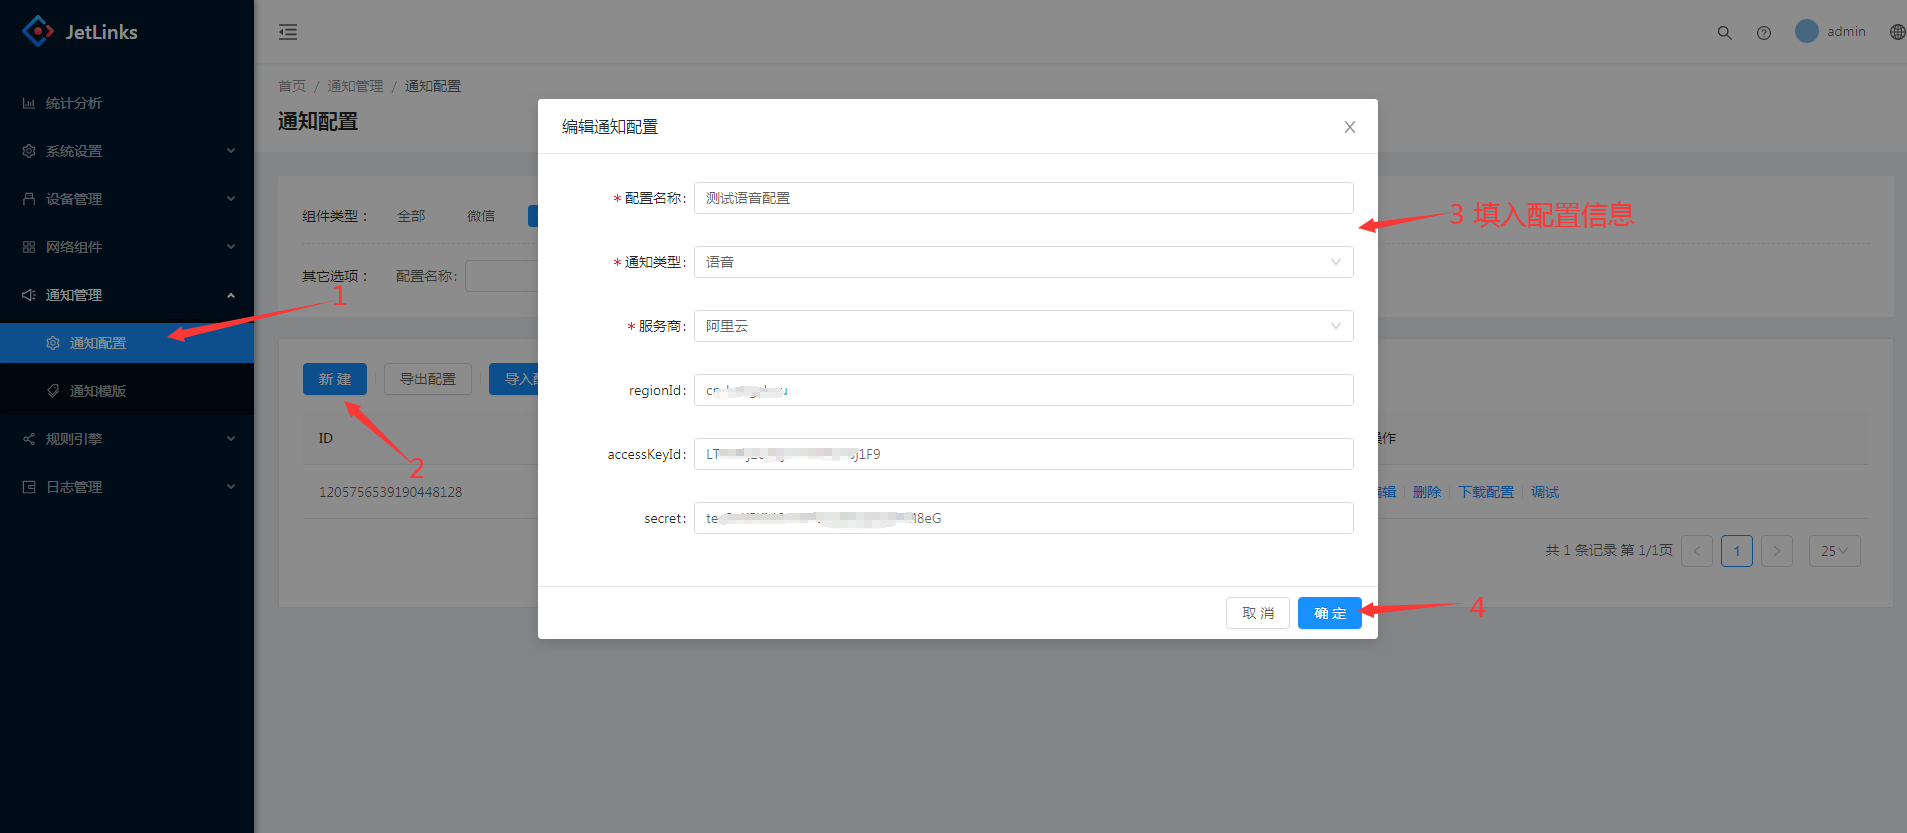 JetLinks
admin
统计分析
系统设置
设备管理
网络组件
通知管理
通知配置
通知模版
规则引擎
日志管理
首页 / 通知管理 / 通知配置
通知配置
组件类型： 全部 微信
其它选项： 配置名称:
新 建 导出配置 导入
ID 操作
1205756539190448128 编辑 删除 下载配置 调试
共 1 条记录 第 1/1页 < 1 > 25
编辑通知配置
* 配置名称: 测试语音配置
* 通知类型: 语音
* 服务商: 阿里云
regionId:
accessKeyId: LT j1F9
secret: te 8eG
取 消 确 定
1
2
3 填入配置信息
4